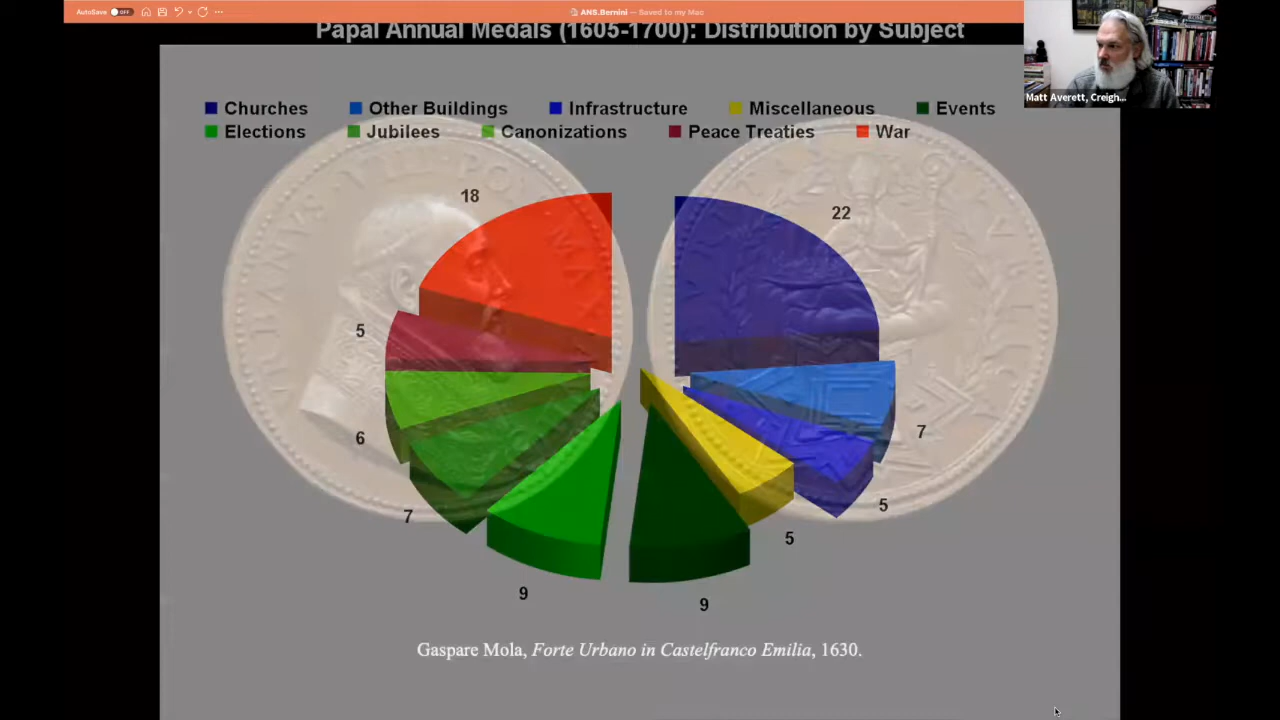 AutoSave OFF
ANS.Bernini — Saved to my Mac
Papal Annual Medals (1605-1700): Distribution by Subject
Matt Averett, Creigh...
Churches Other Buildings Infrastructure Miscellaneous Events
Elections Jubilees Canonizations Peace Treaties War
18
22
5
7
6
5
7
5
9
9
Gaspare Mola, Forte Urbano in Castelfranco Emilia, 1630.